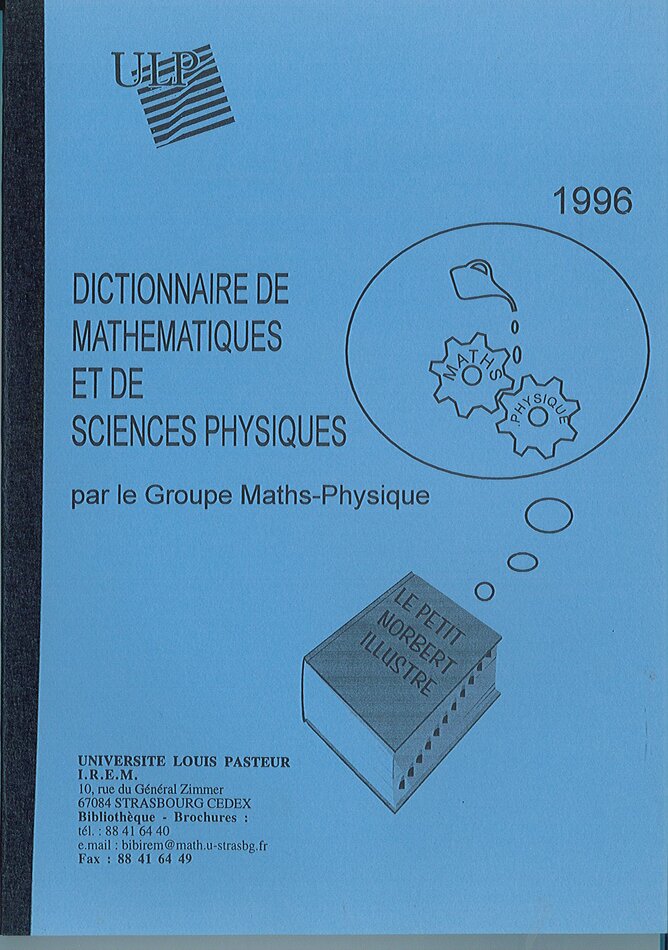 ULP
1996
DICTIONNAIRE DE
MATHEMATIQUES
ET DE
SCIENCES PHYSIQUES
par le Groupe Maths-Physique
MATHS
PHYSIQUE
LE PETIT
NORBERT
ILLUSTRE
UNIVERSITE LOUIS PASTEUR
I.R.E.M.
10, rue du Général Zimmer
67084 STRASBOURG CEDEX
Bibliothèque - Brochures :
tél. : 88 41 64 40
e.mail : bibirem@math.u-strasbg.fr
Fax : 88 41 64 49